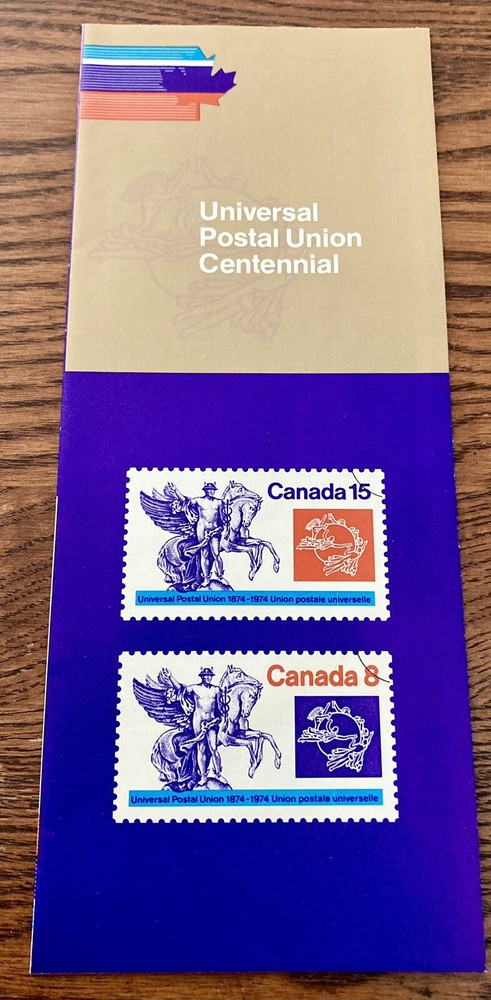 Universal
Postal Union
Centennial
Canada 15
Universal Postal Union 1874-1974 Union postale universelle
Canada 8
Universal Postal Union 1874-1974 Union postale universelle